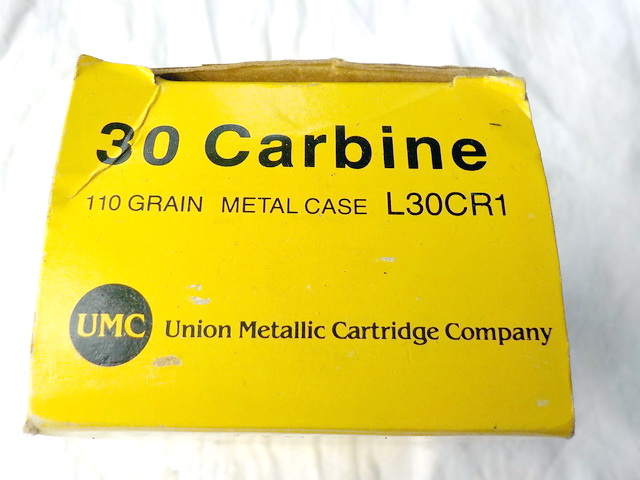 30 Carbine
110 GRAIN METAL CASE L30CR1
UMC Union Metallic Cartridge Company